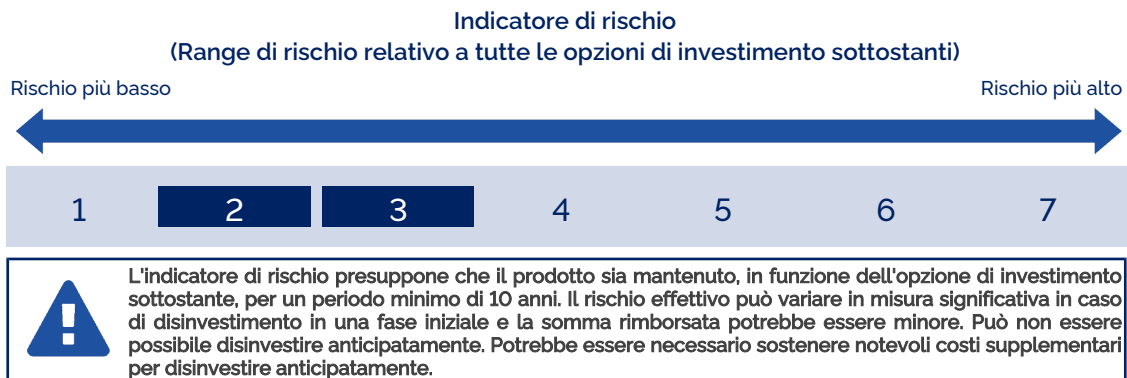 Indicatore di rischio
(Range di rischio relativo a tutte le opzioni di investimento sottostanti)
Rischio più basso Rischio più alto
1 2 3 4 5 6 7
L'indicatore di rischio presuppone che il prodotto sia mantenuto, in funzione dell'opzione di investimento
sottostante, per un periodo minimo di 10 anni. Il rischio effettivo può variare in misura significativa in caso
di disinvestimento in una fase iniziale e la somma rimborsata potrebbe essere minore. Può non essere
possibile disinvestire anticipatamente. Potrebbe essere necessario sostenere notevoli costi supplementari
per disinvestire anticipatamente.